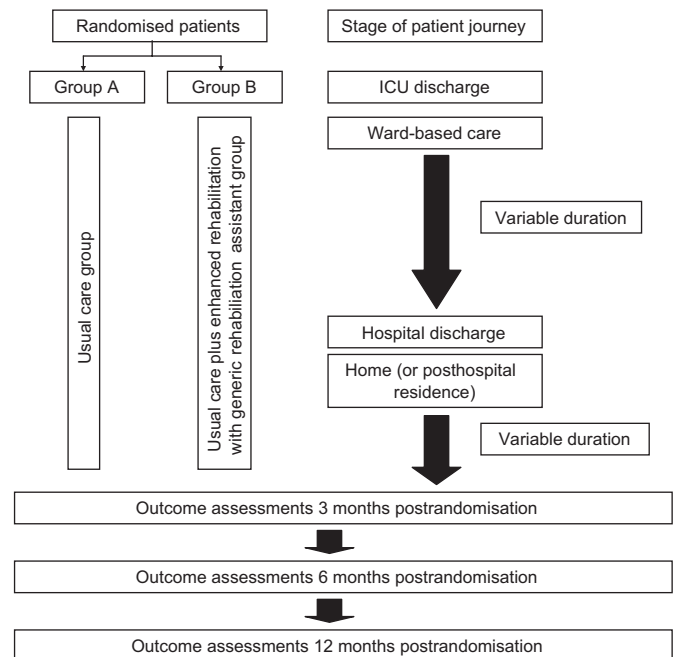 Randomised patients
Stage of patient journey
Group A
Group B
ICU discharge
Usual care group
Usual care plus enhanced rehabilitation
with generic rehabiliation assistant group
Ward-based care
Variable duration
Hospital discharge
Home (or posthospital
residence)
Variable duration
Outcome assessments 3 months postrandomisation
Outcome assessments 6 months postrandomisation
Outcome assessments 12 months postrandomisation